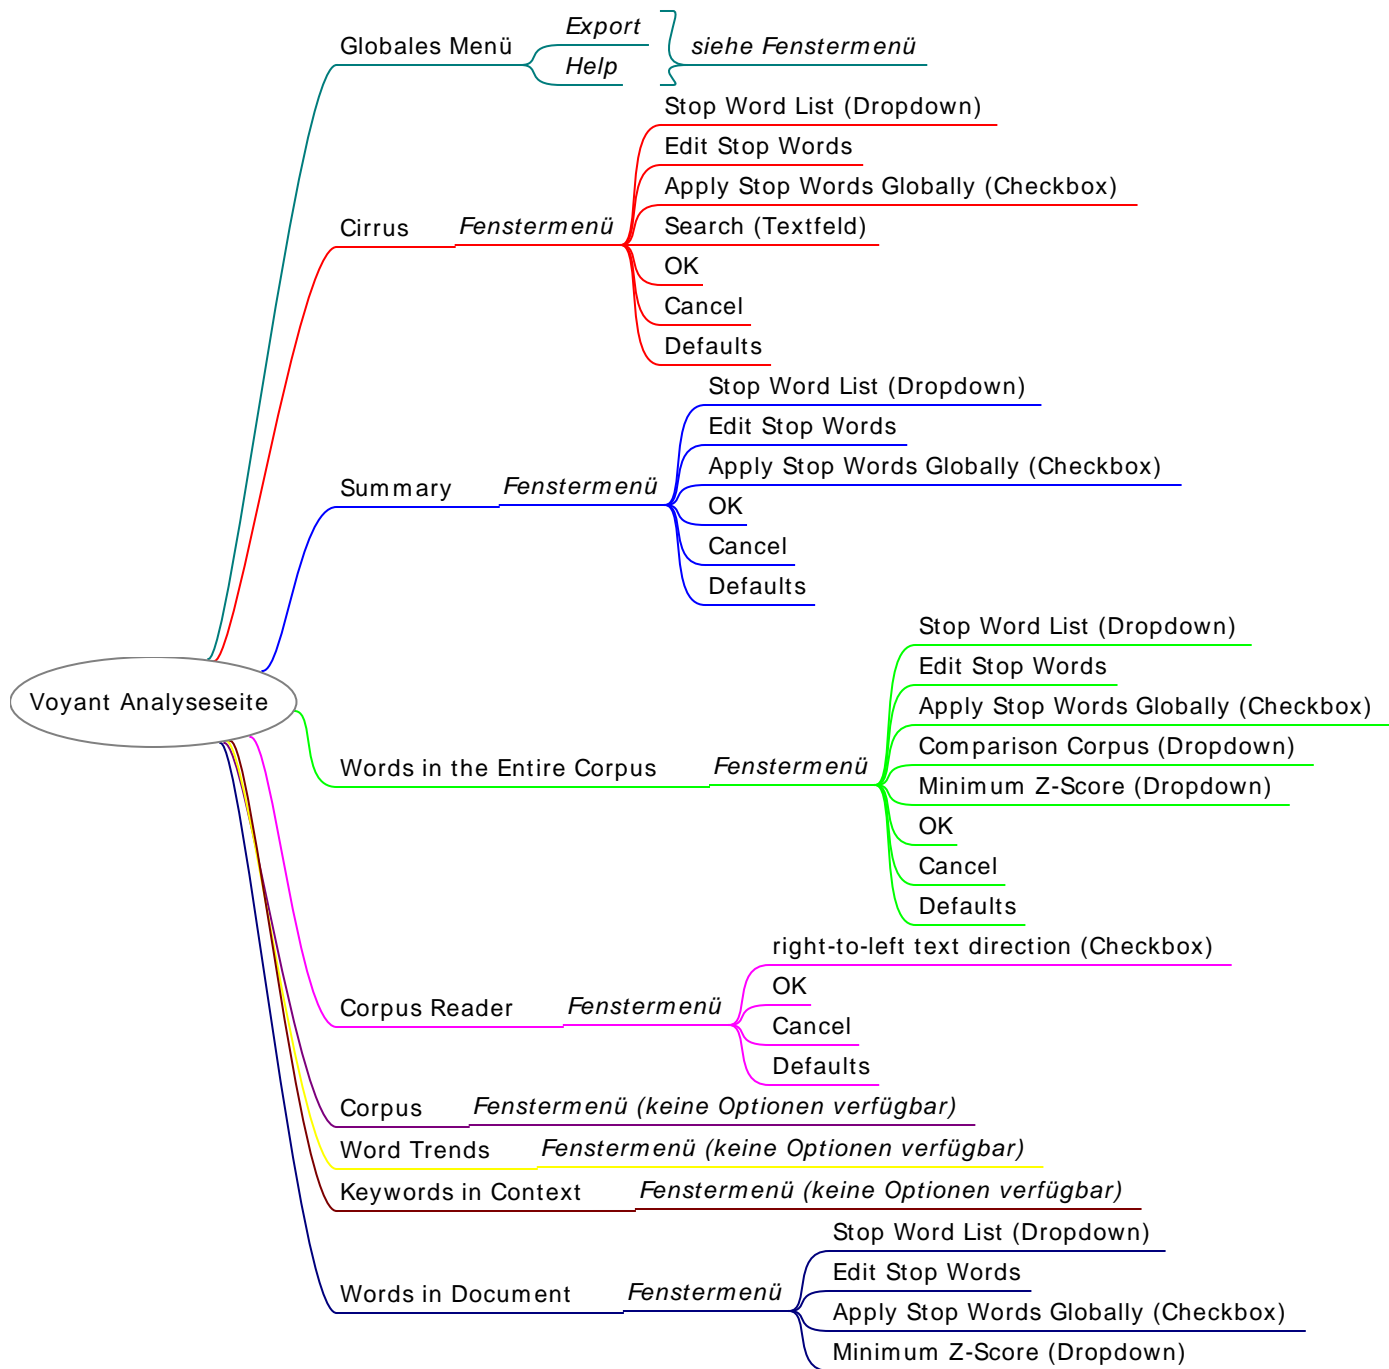 Globales Menü
Export
Help
siehe Fenstermenü
Cirrus
Fenstermenü
Stop Word List (Dropdown)
Edit Stop Words
Apply Stop Words Globally (Checkbox)
Search (Textfeld)
OK
Cancel
Defaults
Summary
Fenstermenü
Stop Word List (Dropdown)
Edit Stop Words
Apply Stop Words Globally (Checkbox)
OK
Cancel
Defaults
Voyant Analyseseite
Words in the Entire Corpus
Fenstermenü
Stop Word List (Dropdown)
Edit Stop Words
Apply Stop Words Globally (Checkbox)
Comparison Corpus (Dropdown)
Minimum Z-Score (Dropdown)
OK
Cancel
Defaults
Corpus Reader
Fenstermenü
right-to-left text direction (Checkbox)
OK
Cancel
Defaults
Corpus
Fenstermenü (keine Optionen verfügbar)
Word Trends
Fenstermenü (keine Optionen verfügbar)
Keywords in Context
Fenstermenü (keine Optionen verfügbar)
Words in Document
Fenstermenü
Stop Word List (Dropdown)
Edit Stop Words
Apply Stop Words Globally (Checkbox)
Minimum Z-Score (Dropdown)